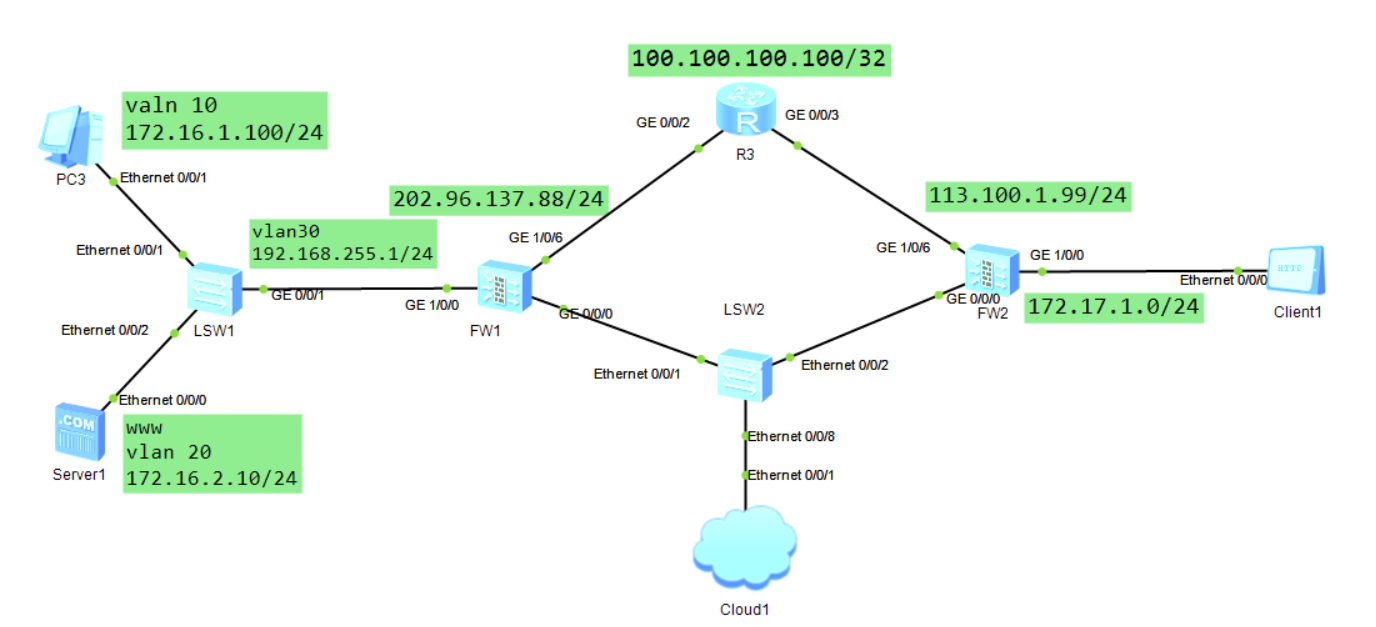 100.100.100.100/32
GE 0/0/2
GE 0/0/3
R
R3
valn 10
172.16.1.100/24
PC3
Ethernet 0/0/1
202.96.137.88/24
113.100.1.99/24
vlan30
192.168.255.1/24
Ethernet 0/0/1
GE 1/0/6
GE 1/0/6
GE 1/0/0
HTTP
Ethernet 0/0/0
GE 0/0/1
GE 1/0/0
GE 0/0/0
FW2
172.17.1.0/24
Client1
Ethernet 0/0/2
LSW1
FW1
GE 0/0/0
LSW2
Ethernet 0/0/1
Ethernet 0/0/2
Ethernet 0/0/0
.COM
Server1
www
vlan 20
172.16.2.10/24
Ethernet 0/0/8
Ethernet 0/0/1
Cloud1